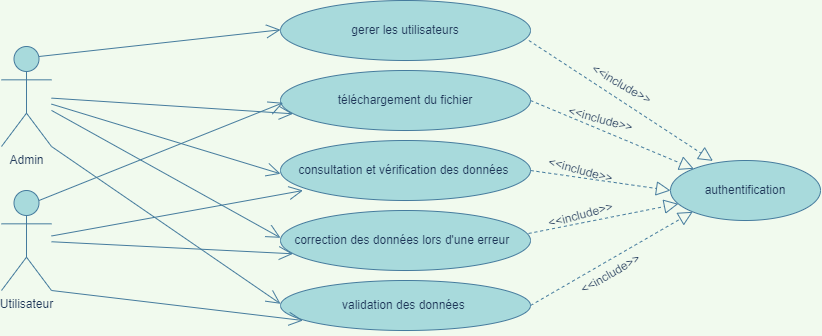 gerer les utilisateurs
<<include>>
téléchargement du fichier
<<include>>
Admin
consultation et vérification des données
<<include>>
authentification
<<include>>
correction des données lors d'une erreur
<<include>>
Utilisateur
validation des données